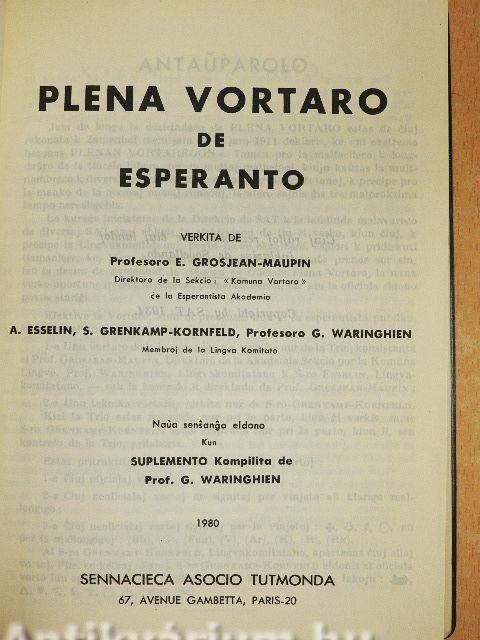 PLENA VORTARO
DE
ESPERANTO
VERKITA DE
Profesoro E. GROSJEAN-MAUPIN
Direktoro de la Sekcio: «Komuna Vortaro»
ĉe la Esperantista Akademio
A. ESSELIN, S. GRENKAMP-KORNFELD, Profesoro G. WARINGHIEN
Membroj de la Lingva Komitato
Naŭa senŝanĝa eldono
Kun
SUPLEMENTO Kompilita de
Prof. G. WARINGHIEN
1980
SENNACIECA ASOCIO TUTMONDA
67, AVENUE GAMBETTA, PARIS-20
Antikvárium.hu